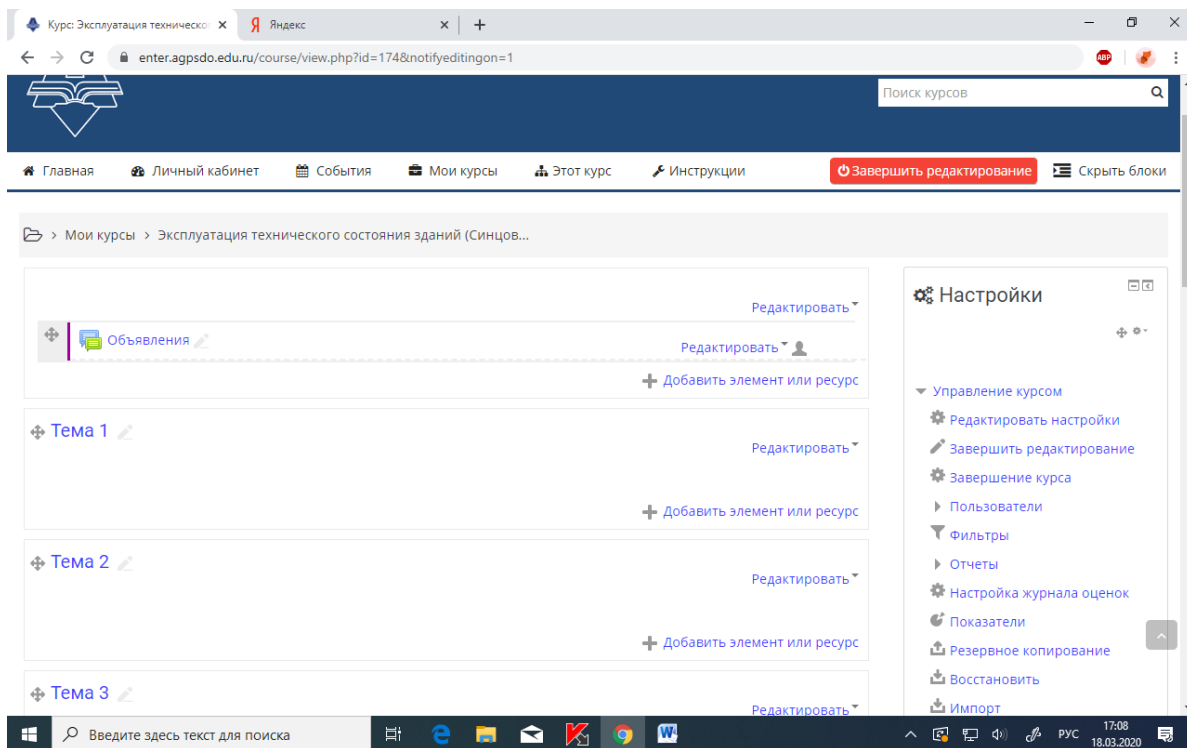 Курс: Эксплуатация техническо
Яндекс
enter.agpsdo.edu.ru/course/view.php?id=174&notifyeditingon=1
ABP
Поиск курсов
Главная Личный кабинет События Мои курсы Этот курс Инструкции Завершить редактирование Скрыть блоки
> Мои курсы > Эксплуатация технического состояния зданий (Синцов...
Редактировать
Объявления
Редактировать
Добавить элемент или ресурс
Тема 1
Редактировать
Добавить элемент или ресурс
Тема 2
Редактировать
Добавить элемент или ресурс
Тема 3
Редактировать
Настройки
Управление курсом
Редактировать настройки
Завершить редактирование
Завершение курса
Пользователи
Фильтры
Отчеты
Настройка журнала оценок
Показатели
Резервное копирование
Восстановить
Импорт
Введите здесь текст для поиска
РУС
17:08
18.03.2020